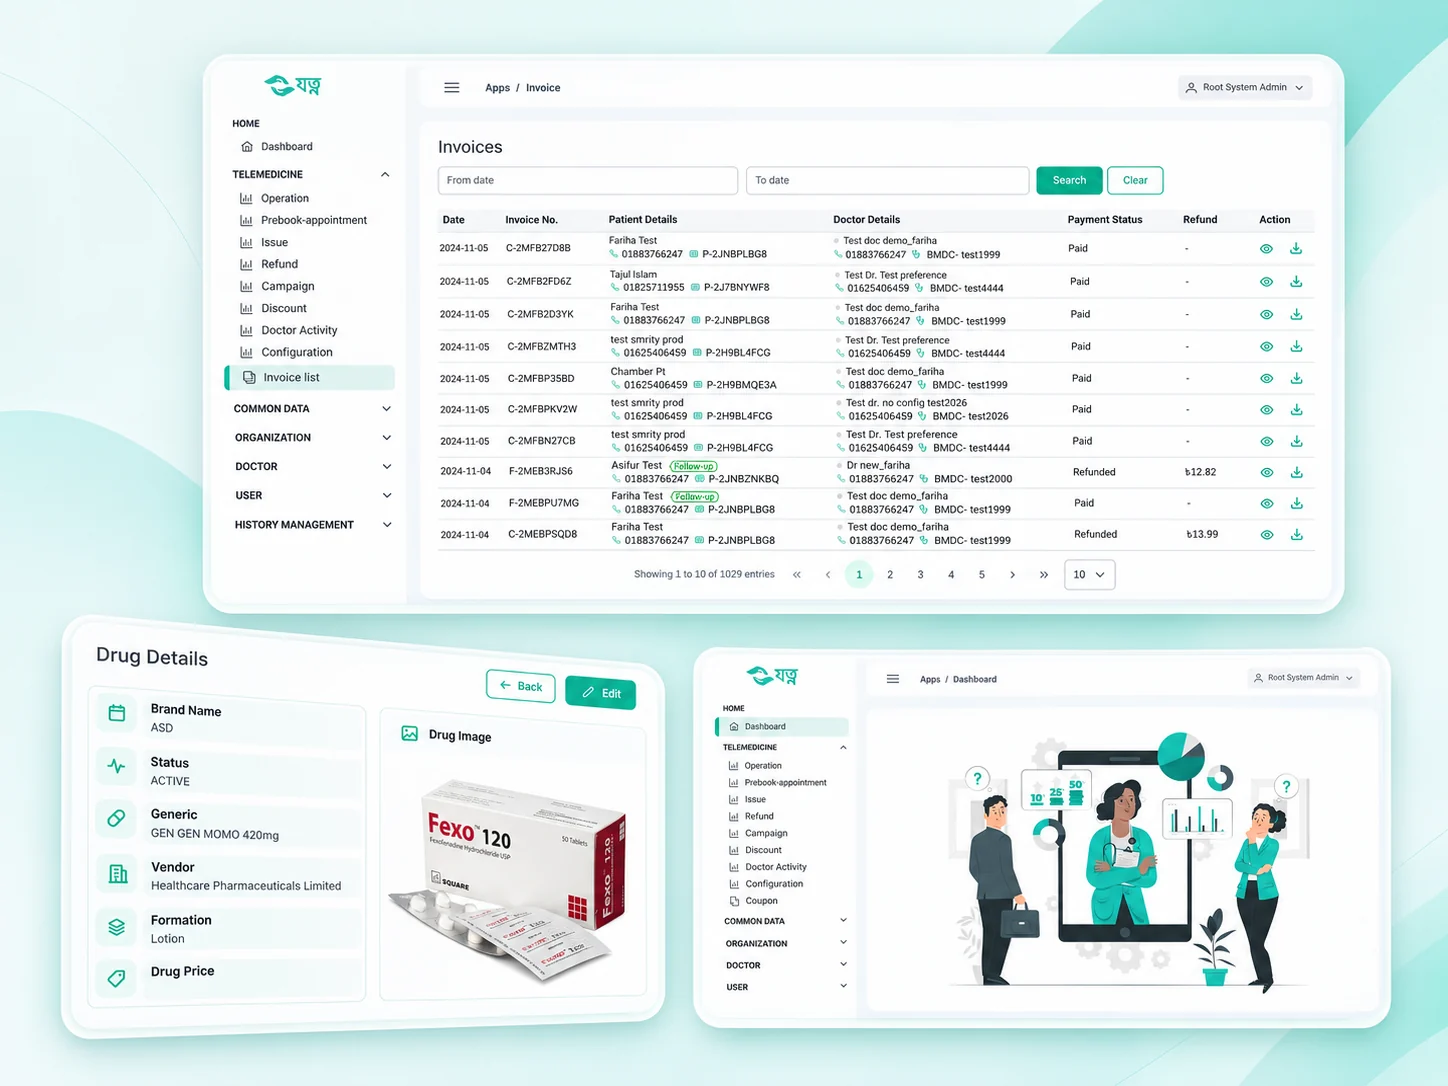 যত্ন
Apps / Invoice
Root System Admin
HOME
Dashboard
TELEMEDICINE
Operation
Prebook-appointment
Issue
Refund
Campaign
Discount
Doctor Activity
Configuration
Invoice list
COMMON DATA
ORGANIZATION
DOCTOR
USER
HISTORY MANAGEMENT
Invoices
From date To date Search Clear
Date Invoice No. Patient Details Doctor Details Payment Status Refund Action
Fariha Test Test doc demo_fariha
2024-11-05 C-2MFB27D8B Paid -
01883766247 P-2JNBPLBG8 01883766247 BMDC- test1999
Tajul Islam Test Dr. Test preference
2024-11-05 C-2MFB2FD6Z Paid -
01825711955 P-2J7BNYWF8 01625406459 BMDC- test4444
Fariha Test Test doc demo_fariha
2024-11-05 C-2MFB2D3YK Paid -
01883766247 P-2JNBPLBG8 01883766247 BMDC- test1999
test smrity prod Test Dr. Test preference
2024-11-05 C-2MFBZMTH3 Paid -
01625406459 P-2H9BL4FCG 01625406459 BMDC- test4444
Chamber Pt Test doc demo_fariha
2024-11-05 C-2MFBP35BD Paid -
01625406459 P-2H9BMQE3A 01883766247 BMDC- test1999
test smrity prod Test dr. no config test2026
2024-11-05 C-2MFBPKV2W Paid -
01625406459 P-2H9BL4FCG 01625406459 BMDC- test2026
test smrity prod Test Dr. Test preference
2024-11-05 C-2MFBN27CB Paid -
01625406459 P-2H9BL4FCG 01625406459 BMDC- test4444
Asifur Test Follow-up Dr new_fariha
2024-11-04 F-2MEB3RJS6 Refunded ৳12.82
01883766247 P-2JNBZNKBQ 01883766247 BMDC- test2000
Fariha Test Follow-up Test doc demo_fariha
2024-11-04 F-2MEBPU7MG Paid -
01883766247 P-2JNBPLBG8 01883766247 BMDC- test1999
Fariha Test Test doc demo_fariha
2024-11-04 C-2MEBPSQD8 Refunded ৳13.99
01883766247 P-2JNBPLBG8 01883766247 BMDC- test1999
Showing 1 to 10 of 1029 entries « ‹ 1 2 3 4 5 › » 10
Drug Details
Back Edit
Brand Name
ASD
Status
ACTIVE
Generic
GEN GEN MOMO 420mg
Vendor
Healthcare Pharmaceuticals Limited
Formation
Lotion
Drug Price
Drug Image
Fexo™ 120
Fexofenadine Hydrochloride USP
50 Tablets
SQUARE
Fexo 120
যত্ন
Apps / Dashboard
Root System Admin
HOME
Dashboard
TELEMEDICINE
Operation
Prebook-appointment
Issue
Refund
Campaign
Discount
Doctor Activity
Configuration
Coupon
COMMON DATA
ORGANIZATION
DOCTOR
USER
?
10 25 50
?